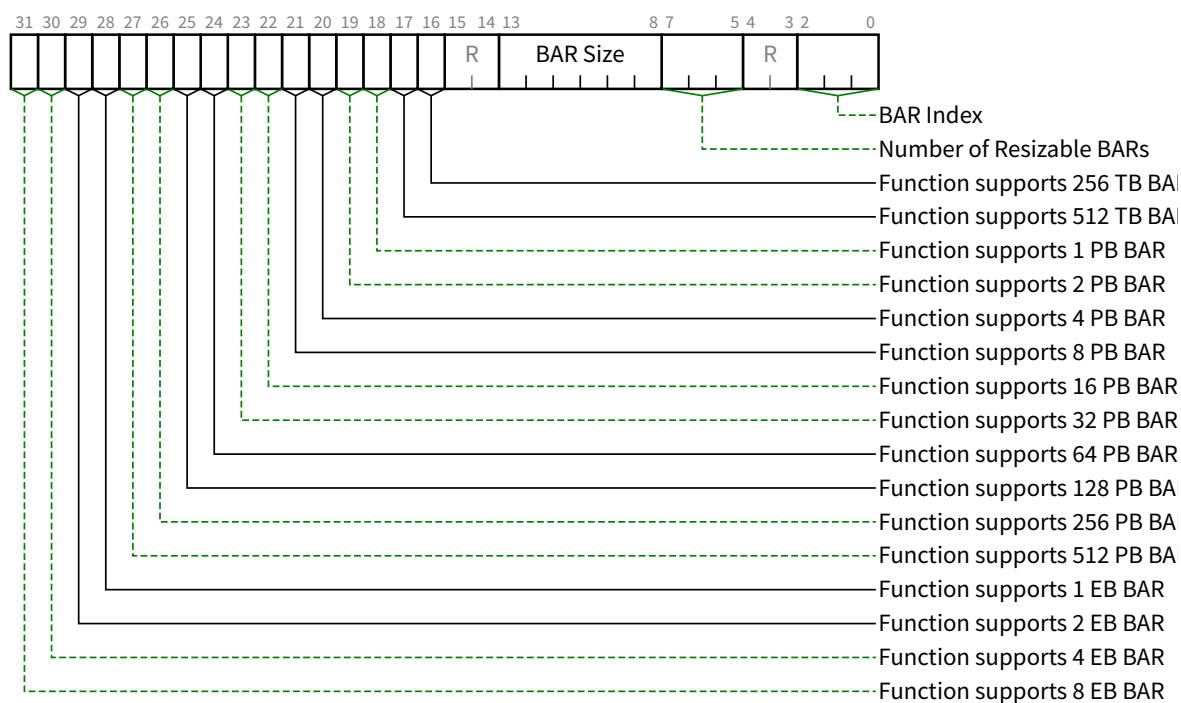 31 30 29 28 27 26 25 24 23 22 21 20 19 18 17 16 15 14 13 8 7 5 4 3 2 0
R BAR Size R
BAR Index
Number of Resizable BARs
Function supports 256 TB BA
Function supports 512 TB BA
Function supports 1 PB BAR
Function supports 2 PB BAR
Function supports 4 PB BAR
Function supports 8 PB BAR
Function supports 16 PB BAR
Function supports 32 PB BAR
Function supports 64 PB BAR
Function supports 128 PB BA
Function supports 256 PB BA
Function supports 512 PB BA
Function supports 1 EB BAR
Function supports 2 EB BAR
Function supports 4 EB BAR
Function supports 8 EB BAR